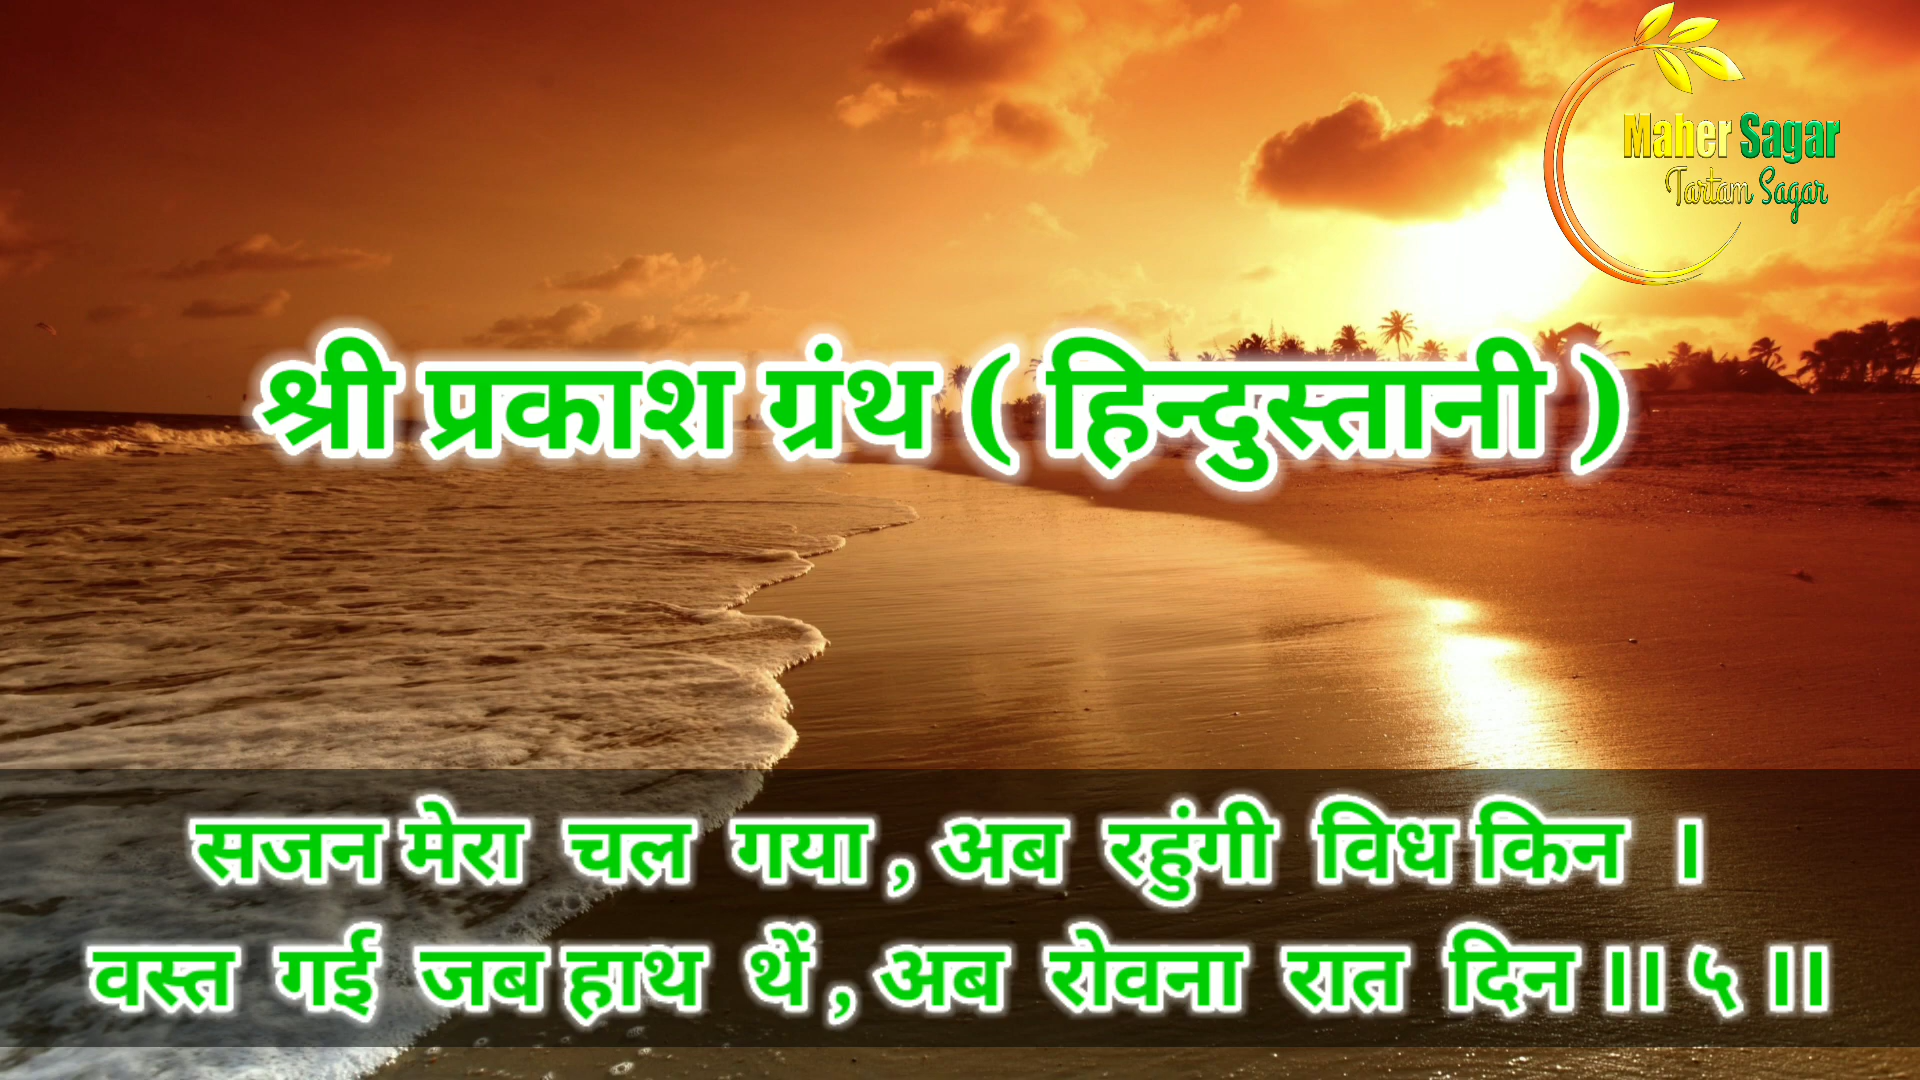 Maher Sagar
Tartam Sagar
श्री प्रकाश ग्रंथ ( हिन्दुस्तानी )
सजन मेरा चल गया , अब रहुंगी विध किन ।
वस्त गई जब हाथ थें , अब रोवना रात दिन ।। ५ ।।